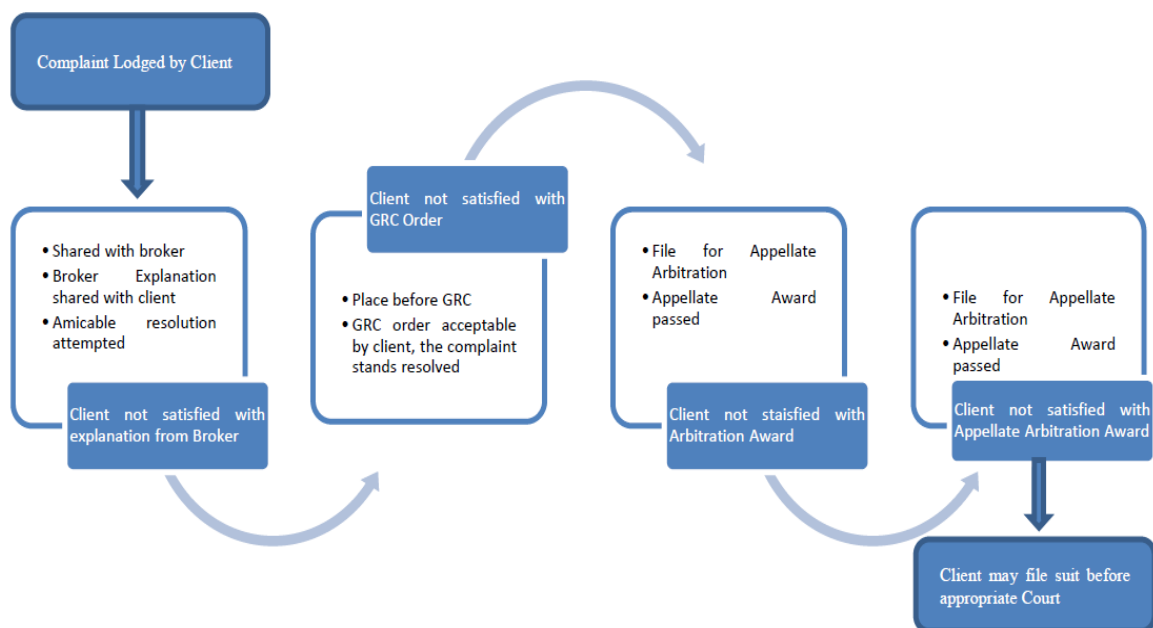 Complaint Lodged by Client
• Shared with broker
• Broker Explanation
shared with client
• Amicable resolution
attempted
Client not satisfied with
explanation from Broker
Client not satisfied with
GRC Order
• Place before GRC
• GRC order acceptable
by client, the complaint
stands resolved
• File for Appellate
Arbitration
• Appellate Award
passed
Client not staisfied with
Arbitration Award
• File for Appellate
Arbitration
• Appellate Award
passed
Client not satisfied with
Appellate Arbitration Award
Client may file suit before
appropriate Court